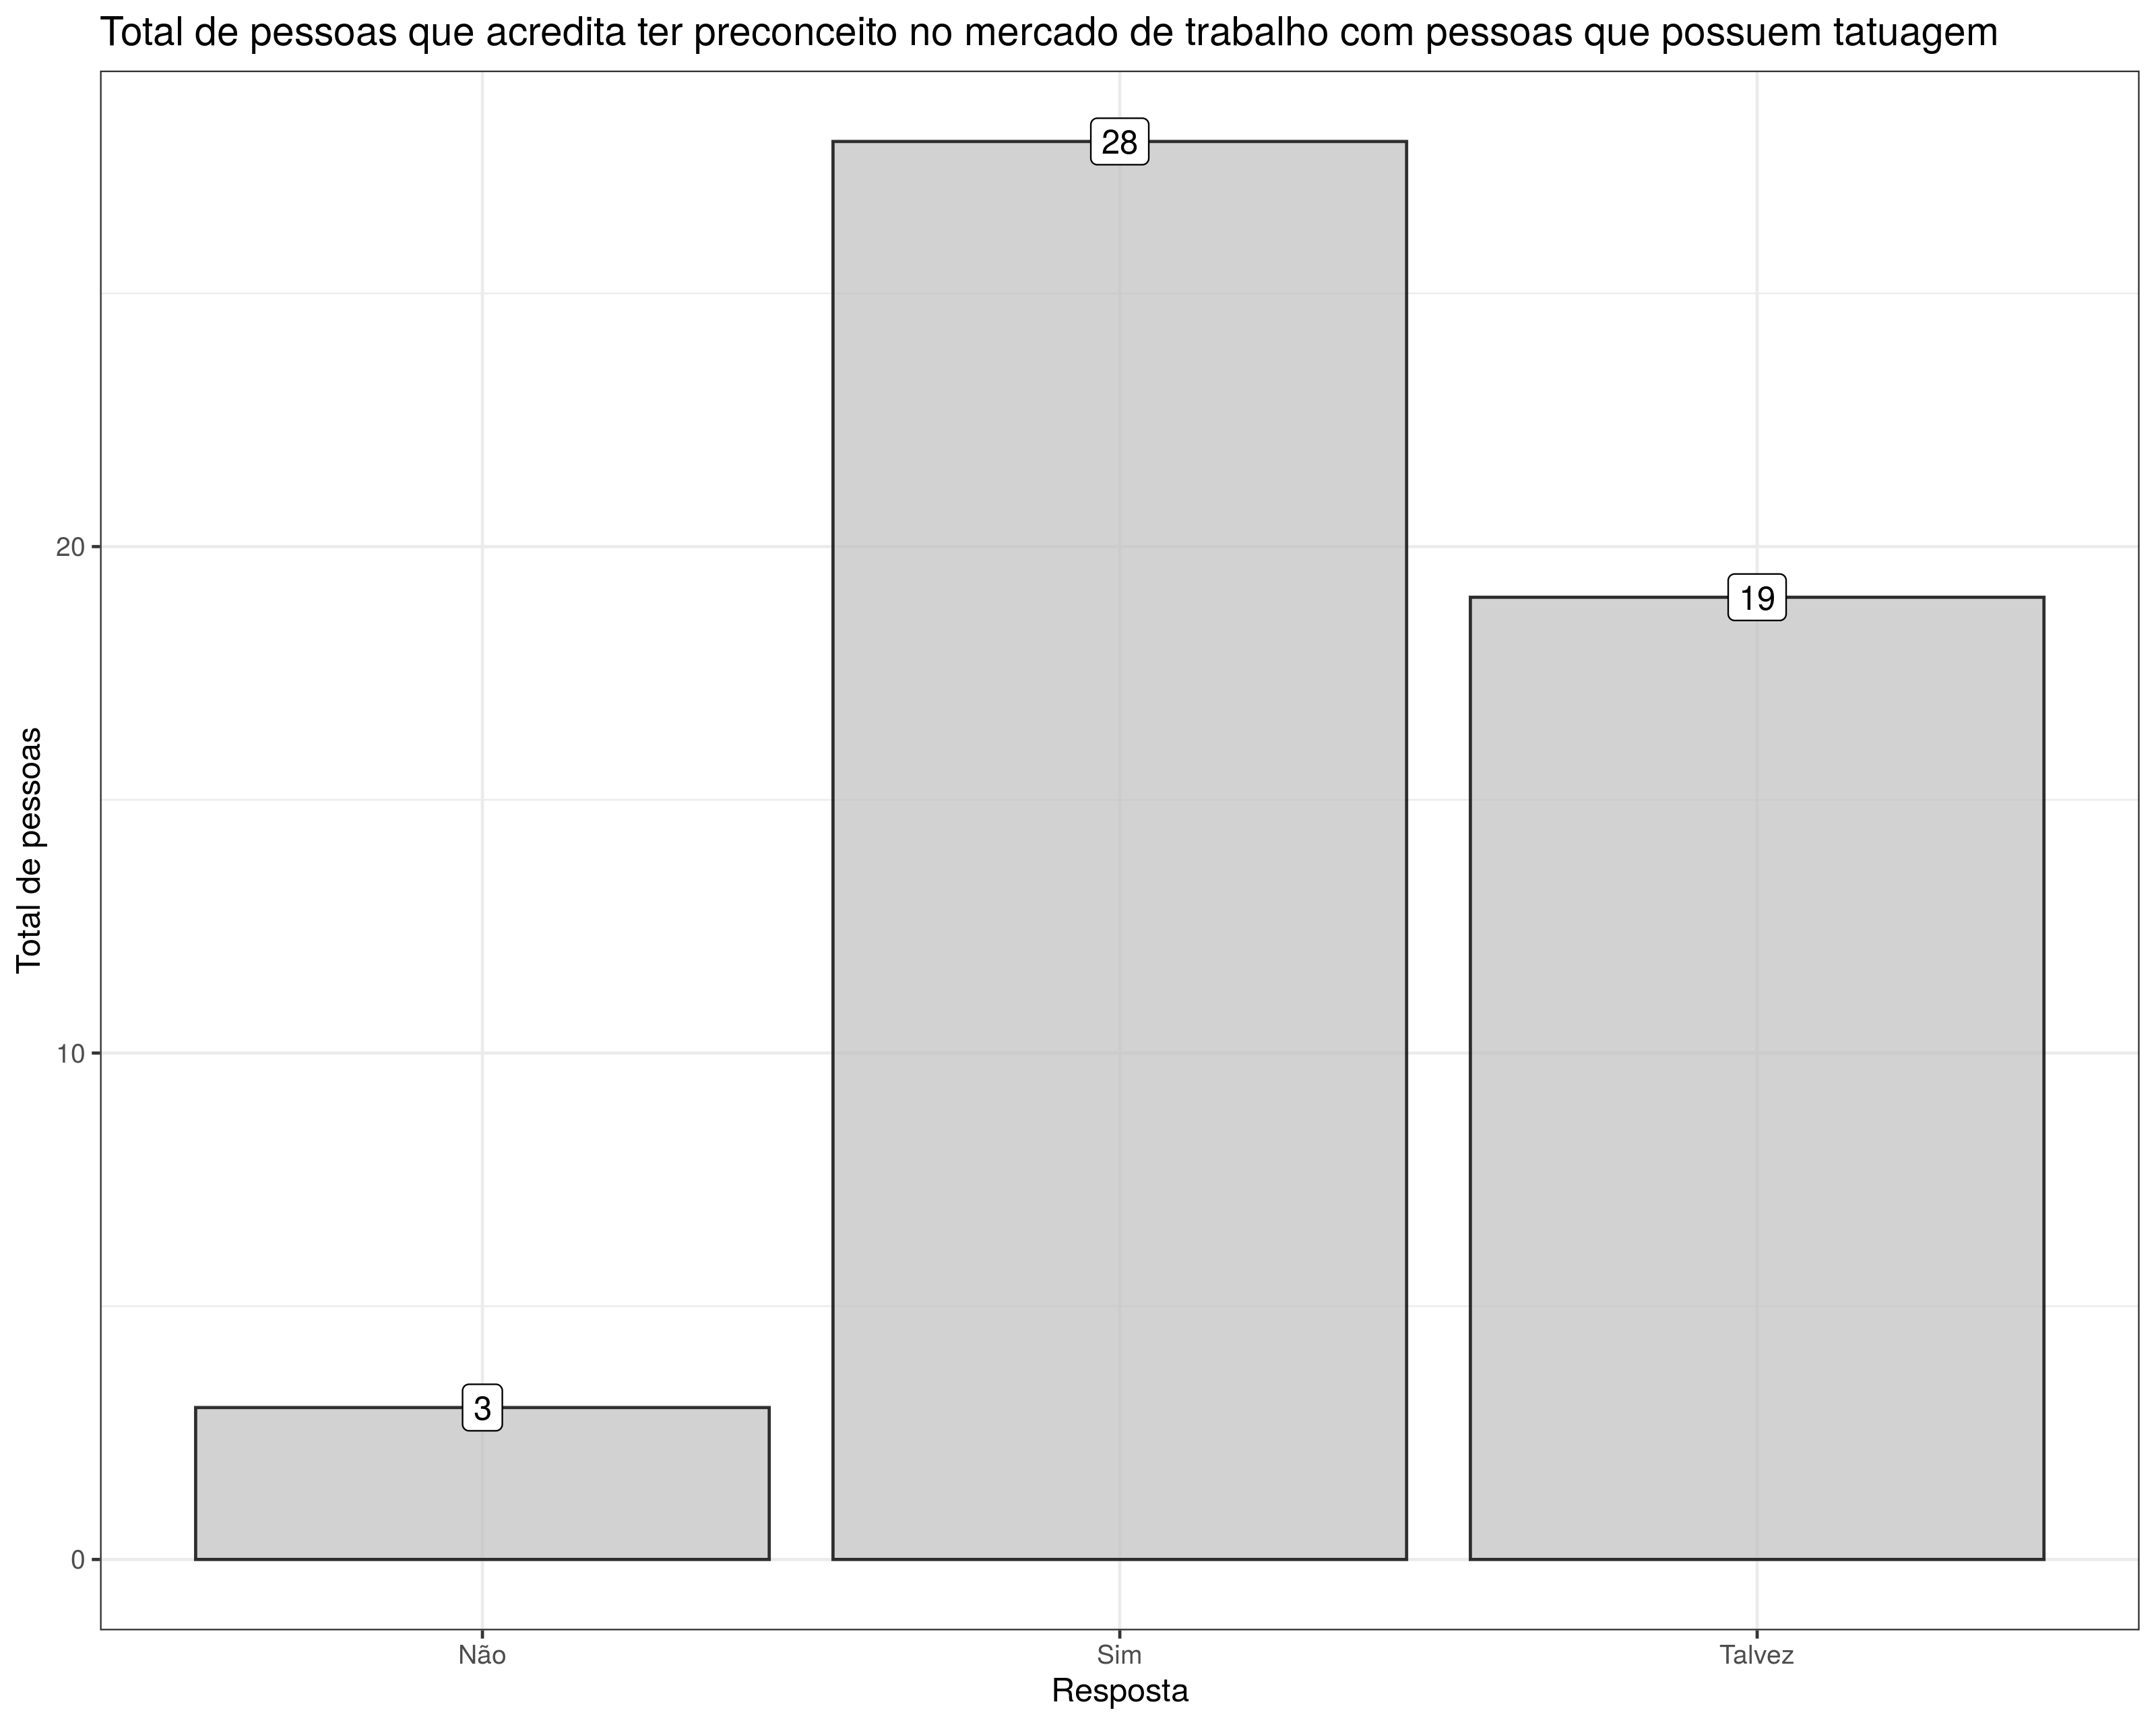 Total de pessoas que acredita ter preconceito no mercado de trabalho com pessoas que possuem tatuagem
28
20
19
Total de pessoas
10
3
0
Não
Sim
Talvez
Resposta